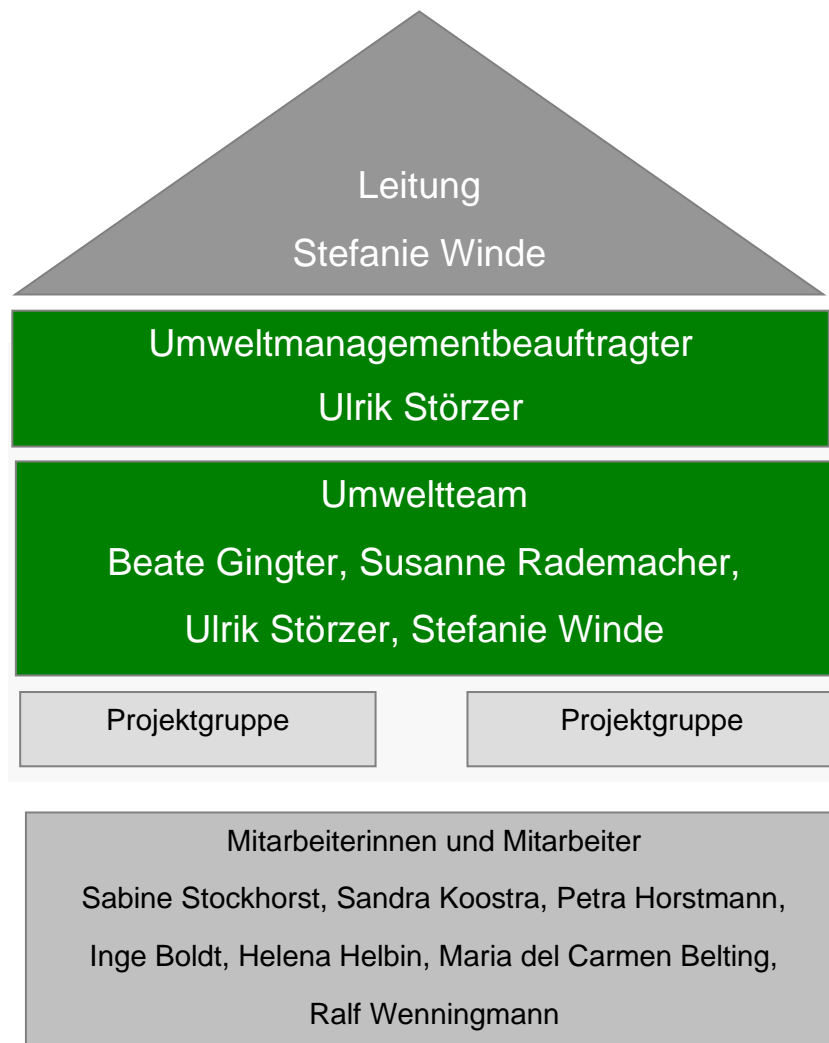 Leitung
Stefanie Winde
Umweltmanagementbeauftragter
Ulrik Störzer
Umweltteam
Beate Gingter, Susanne Rademacher,
Ulrik Störzer, Stefanie Winde
Projektgruppe
Projektgruppe
Mitarbeiterinnen und Mitarbeiter
Sabine Stockhorst, Sandra Koostra, Petra Horstmann,
Inge Boldt, Helena Helbin, Maria del Carmen Belting,
Ralf Wenningmann